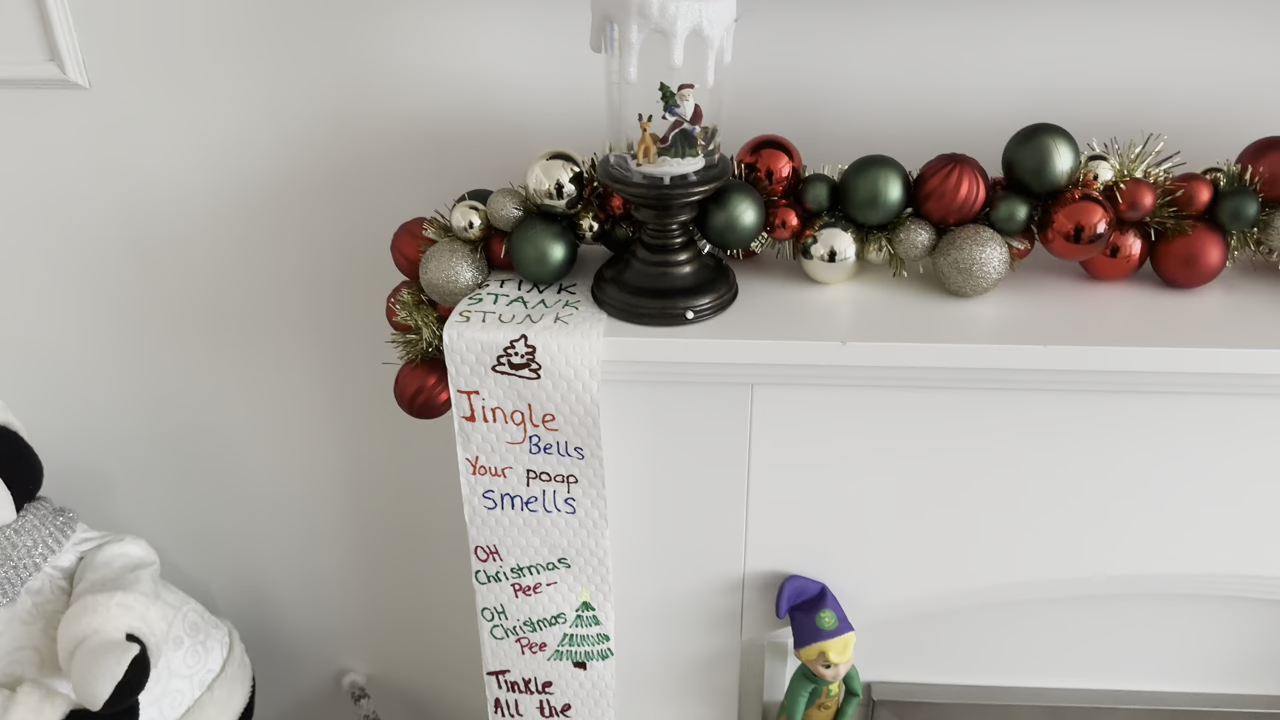 STINK
STANK
STUNK
Jingle
Bells
Your poop
Smells
OH
Christmas
Pee-
OH
Christmas
Pee
Tinkle
All the